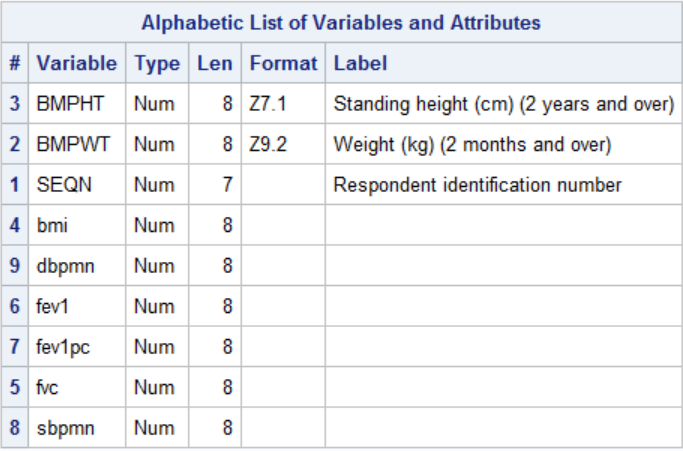 Alphabetic List of Variables and Attributes
# Variable Type Len Format Label
3 BMPHT Num 8 Z7.1 Standing height (cm) (2 years and over)
2 BMPWT Num 8 Z9.2 Weight (kg) (2 months and over)
1 SEQN Num 7 Respondent identification number
4 bmi Num 8
9 dbpmn Num 8
6 fev1 Num 8
7 fev1pc Num 8
5 fvc Num 8
8 sbpmn Num 8